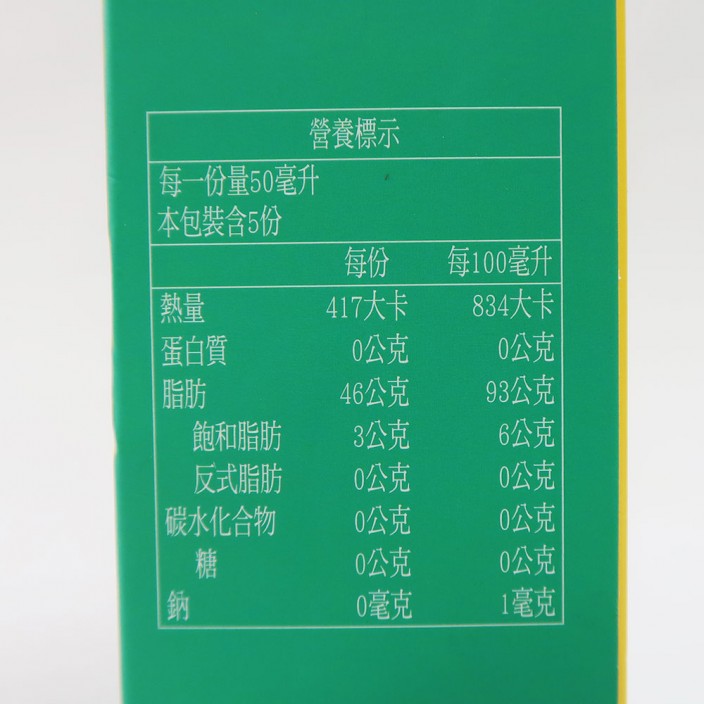 營養標示
每一份量50毫升
本包裝含5份
每份 每100毫升
熱量 417大卡 834大卡
蛋白質 0公克 0公克
脂肪 46公克 93公克
飽和脂肪 3公克 6公克
反式脂肪 0公克 0公克
碳水化合物 0公克 0公克
糖 0公克 0公克
鈉 0毫克 1毫克